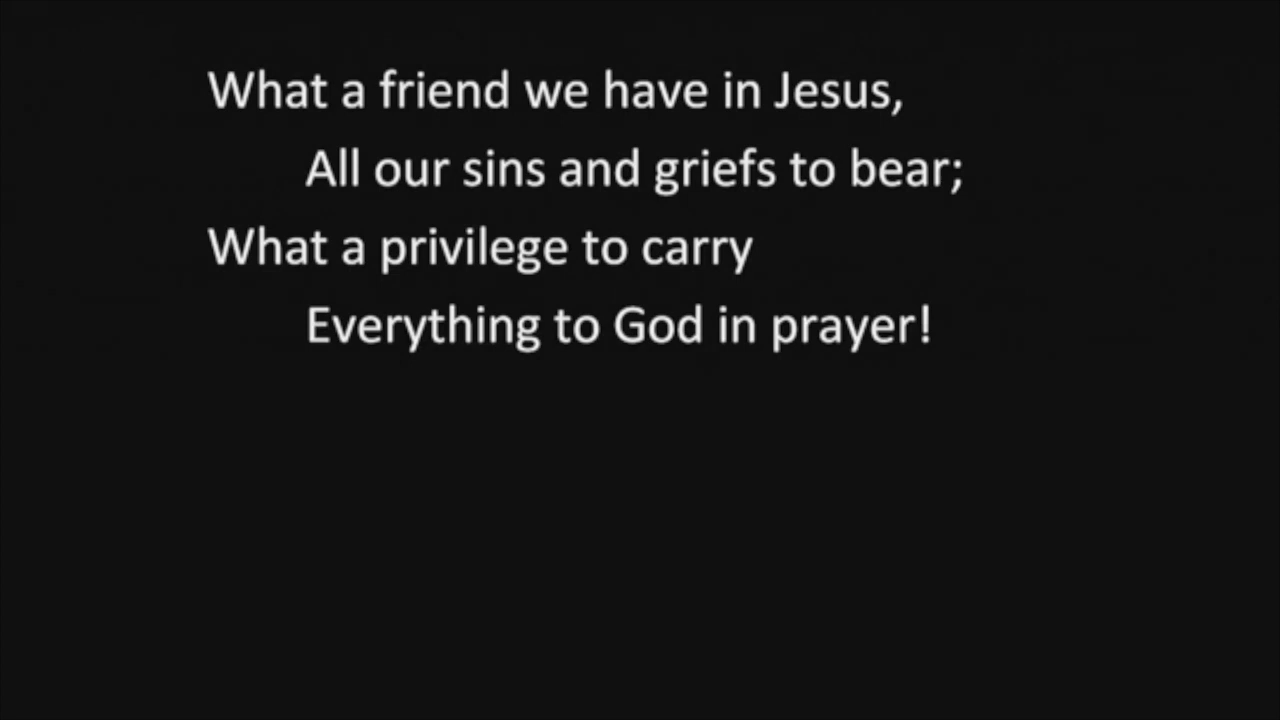 What a friend we have in Jesus,
All our sins and griefs to bear;
What a privilege to carry
Everything to God in prayer!